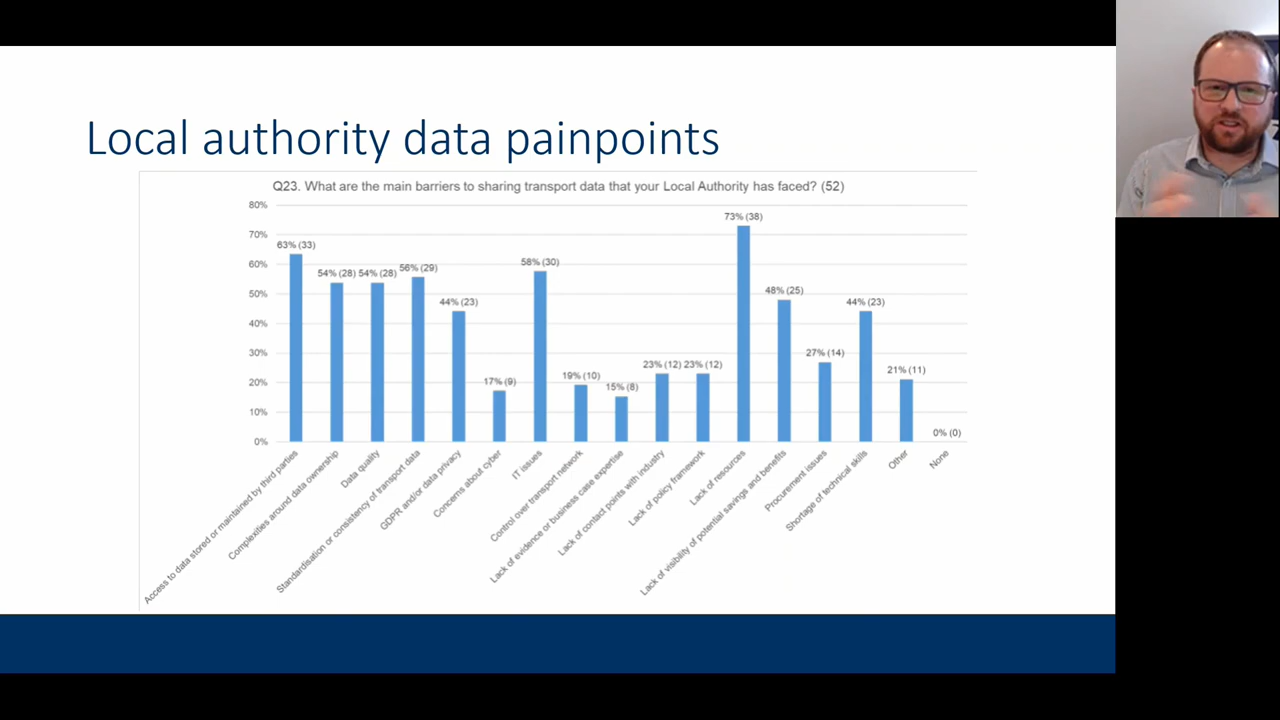 Local authority data painpoints
Q23. What are the main barriers to sharing transport data that your Local Authority has faced? (52)
80%
70%
60%
50%
40%
30%
20%
10%
0%
63% (33)
54% (28)
54% (28)
56% (29)
44% (23)
17% (9)
58% (30)
19% (10)
15% (8)
23% (12)
23% (12)
73% (38)
48% (25)
27% (14)
44% (23)
21% (11)
0% (0)
Access to data stored or maintained by third parties
Complexities around data ownership
Data quality
Standardisation or consistency of transport data
GDPR and/or data privacy
Concerns about cyber
IT issues
Control over transport network
Lack of evidence or business case expertise
Lack of contact points with industry
Lack of policy framework
Lack of resources
Lack of visibility of potential savings and benefits
Procurement issues
Shortage of technical skills
Other
None